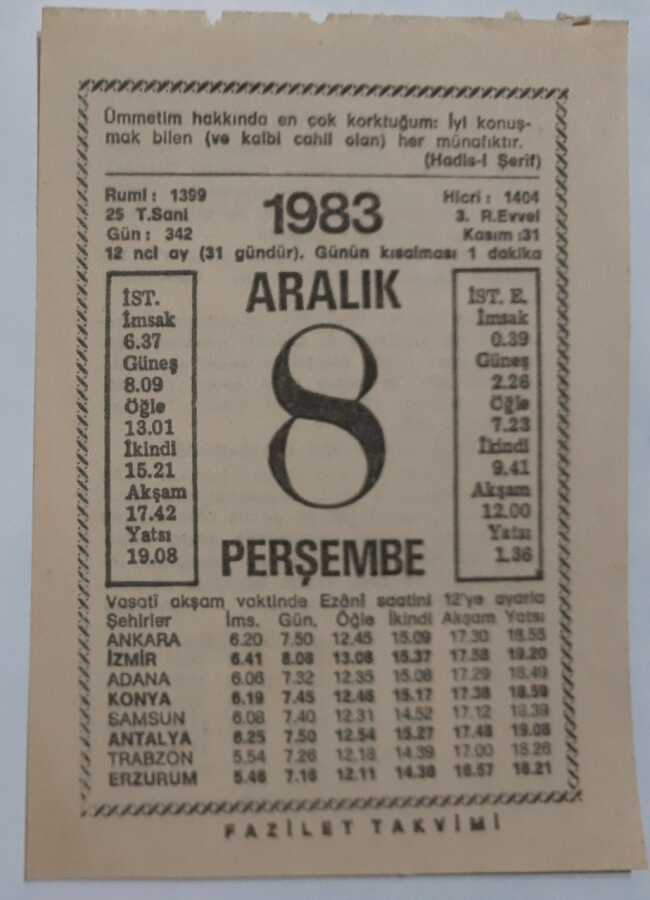 Ümmetim hakkında en çok korktuğum: İyi konuş-
mak bilen (ve kalbi cahil olan) her münafıktır.
(Hadis-i Şerif)
Rumi: 1399
25 T.Sani
Gün: 342
1983
Hicri: 1404
3. R.Evvel
Kasım :31
12 nci ay (31 gündür). Günün kısalması 1 dakika
ARALIK
8
PERŞEMBE
İST.
İmsak
6.37
Güneş
8.09
Öğle
13.01
İkindi
15.21
Akşam
17.42
Yatsı
19.08
İST. E.
İmsak
0.39
Güneş
2.26
Öğle
7.23
İkindi
9.41
Akşam
12.00
Yatsı
1.36
Vasatî akşam vaktinde Ezânî saatini 12'ye ayarla
Şehirler İms. Gün. Öğle İkindi Akşam Yatsı
ANKARA 6.20 7.50 12.45 15.09 17.30 18.55
İZMİR 6.41 8.08 13.08 15.37 17.58 19.20
ADANA 6.06 7.32 12.35 15.08 17.29 18.49
KONYA 6.19 7.45 12.46 15.17 17.38 18.59
SAMSUN 6.08 7.40 12.31 14.52 17.12 18.39
ANTALYA 6.25 7.50 12.54 15.27 17.48 19.08
TRABZON 5.54 7.26 12.18 14.39 17.00 18.26
ERZURUM 5.46 7.16 12.11 14.36 16.57 18.21
FAZİLET TAKVİMİ